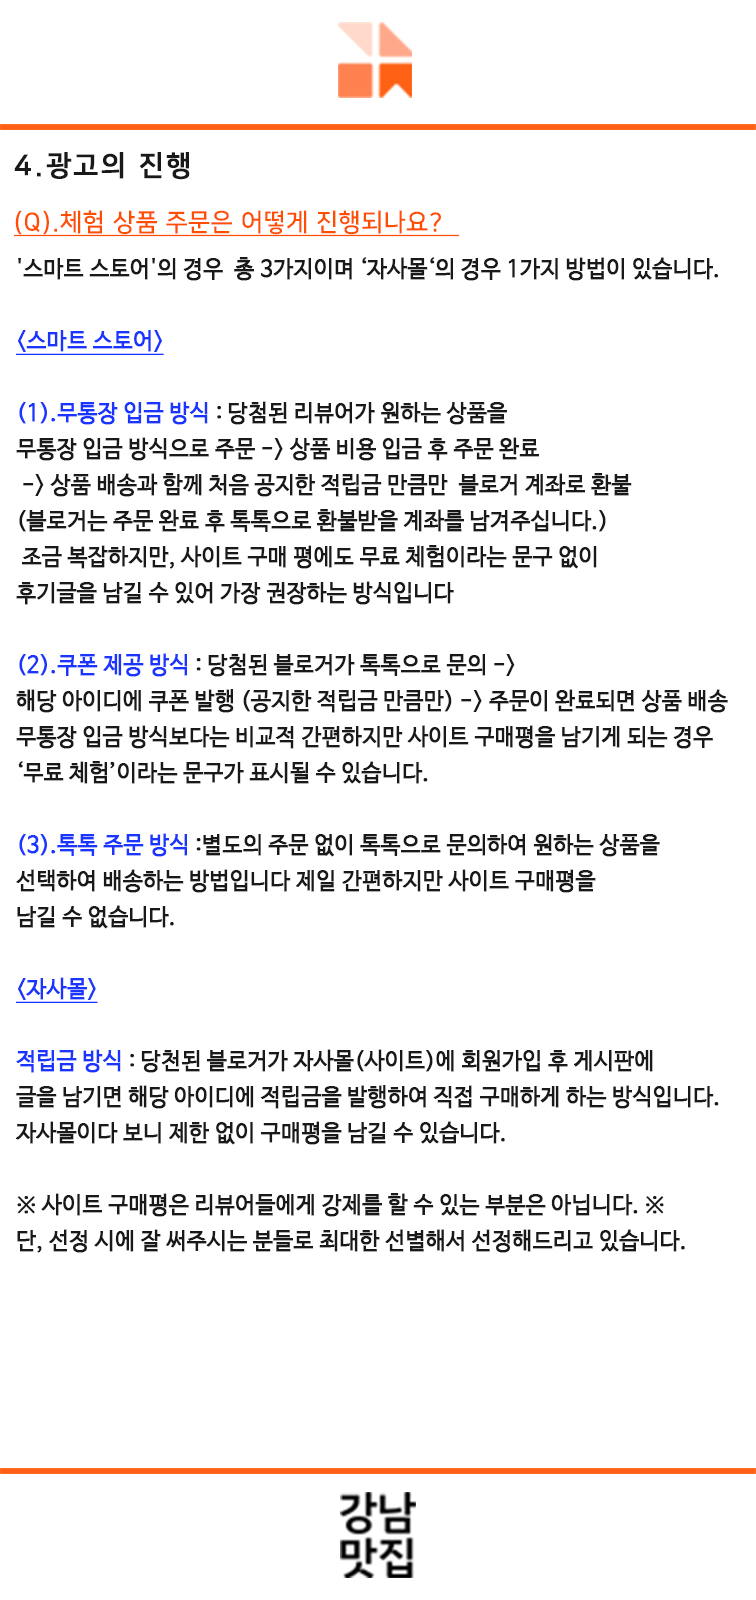 4.광고의 진행
(Q).체험 상품 주문은 어떻게 진행되나요?
'스마트 스토어'의 경우 총 3가지이며 ‘자사몰‘의 경우 1가지 방법이 있습니다.
<스마트 스토어>
(1).무통장 입금 방식 : 당첨된 리뷰어가 원하는 상품을
무통장 입금 방식으로 주문 -> 상품 비용 입금 후 주문 완료
-> 상품 배송과 함께 처음 공지한 적립금 만큼만 블로거 계좌로 환불
(블로거는 주문 완료 후 톡톡으로 환불받을 계좌를 남겨주십니다.)
조금 복잡하지만, 사이트 구매 평에도 무료 체험이라는 문구 없이
후기글을 남길 수 있어 가장 권장하는 방식입니다
(2).쿠폰 제공 방식 : 당첨된 블로거가 톡톡으로 문의 ->
해당 아이디에 쿠폰 발행 (공지한 적립금 만큼만) -> 주문이 완료되면 상품 배송
무통장 입금 방식보다는 비교적 간편하지만 사이트 구매평을 남기게 되는 경우
‘무료 체험’이라는 문구가 표시될 수 있습니다.
(3).톡톡 주문 방식 :별도의 주문 없이 톡톡으로 문의하여 원하는 상품을
선택하여 배송하는 방법입니다 제일 간편하지만 사이트 구매평을
남길 수 없습니다.
<자사몰>
적립금 방식 : 당천된 블로거가 자사몰(사이트)에 회원가입 후 게시판에
글을 남기면 해당 아이디에 적립금을 발행하여 직접 구매하게 하는 방식입니다.
자사몰이다 보니 제한 없이 구매평을 남길 수 있습니다.
※ 사이트 구매평은 리뷰어들에게 강제를 할 수 있는 부분은 아닙니다. ※
단, 선정 시에 잘 써주시는 분들로 최대한 선별해서 선정해드리고 있습니다.
강남
맛집